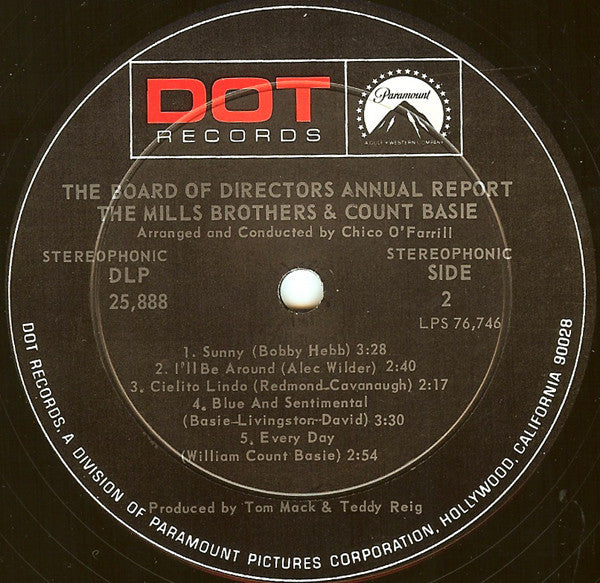 DOT
RECORDS
Paramount
A GULF + WESTERN COMPANY
THE BOARD OF DIRECTORS ANNUAL REPORT
THE MILLS BROTHERS & COUNT BASIE
Arranged and Conducted by Chico O'Farrill
STEREOPHONIC
DLP
25,888
STEREOPHONIC
SIDE
2
LPS 76,746
1. Sunny (Bobby Hebb) 3:28
2. I'll Be Around (Alec Wilder) 2:40
3. Cielito Lindo (Redmond-Cavanaugh) 2:17
4. Blue And Sentimental
(Basie-Livingston-David) 3:30
5. Every Day
(William Count Basie) 2:54
Produced by Tom Mack & Teddy Reig
DOT RECORDS, A DIVISION OF PARAMOUNT PICTURES CORPORATION, HOLLYWOOD, CALIFORNIA 90028